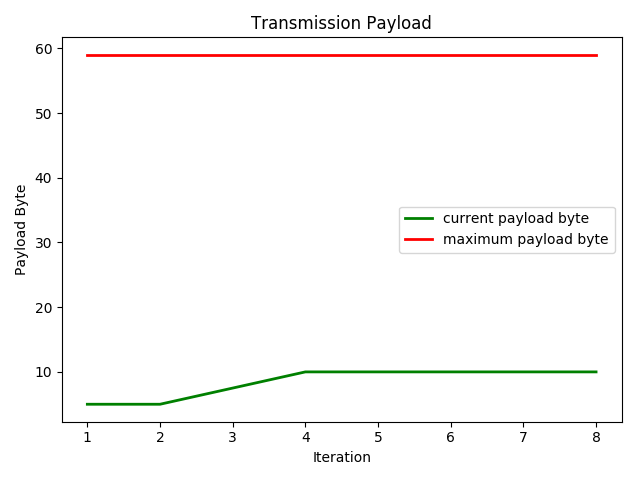 Transmission Payload
60
50
40
30
20
10
Payload Byte
current payload byte
maximum payload byte
1 2 3 4 5 6 7 8
Iteration